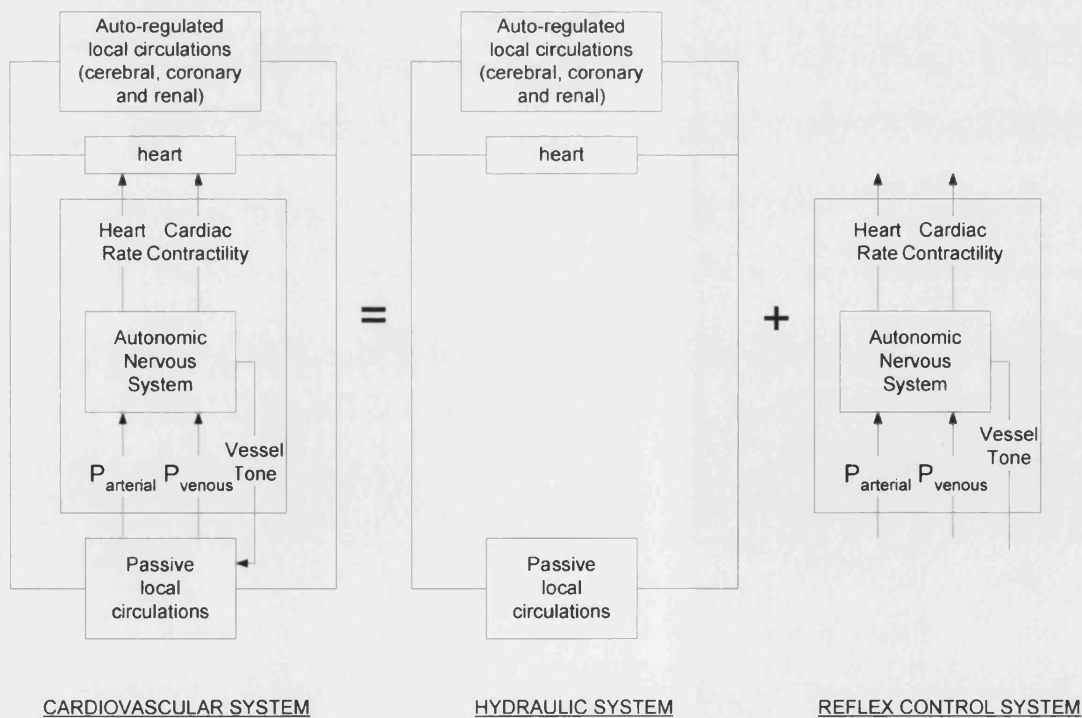 Auto-regulated
local circulations
(cerebral, coronary
and renal)
heart
Heart Cardiac
Rate Contractility
Autonomic
Nervous
System
Vessel
Tone
P arterial P venous
Passive
local
circulations
CARDIOVASCULAR SYSTEM
=
Auto-regulated
local circulations
(cerebral, coronary
and renal)
heart
Passive
local
circulations
HYDRAULIC SYSTEM
+
Heart Cardiac
Rate Contractility
Autonomic
Nervous
System
Vessel
Tone
P arterial P venous
REFLEX CONTROL SYSTEM